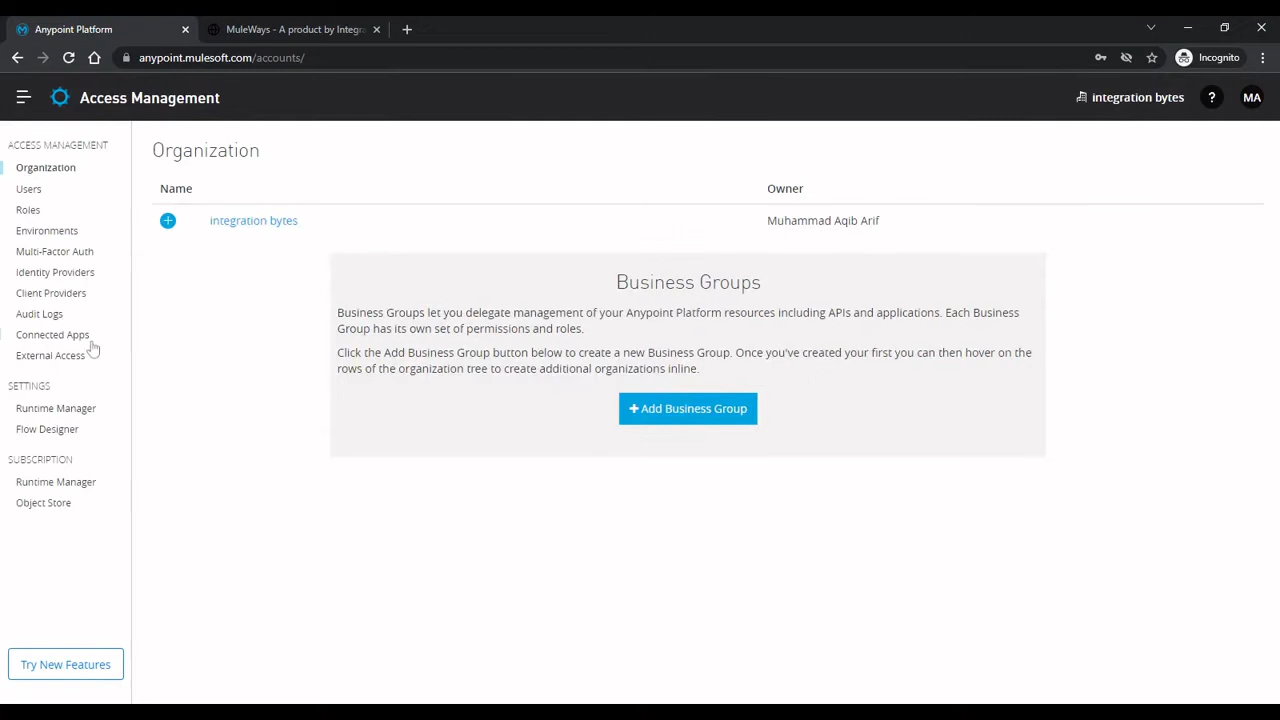 Anypoint Platform
MuleWays - A product by Integra
anypoint.mulesoft.com/accounts/
Incognito
Access Management
integration bytes
?
MA
ACCESS MANAGEMENT
Organization
Users
Roles
Environments
Multi-Factor Auth
Identity Providers
Client Providers
Audit Logs
Connected Apps
External Access
SETTINGS
Runtime Manager
Flow Designer
SUBSCRIPTION
Runtime Manager
Object Store
Try New Features
Organization
Name
Owner
integration bytes
Muhammad Aqib Arif
Business Groups
Business Groups let you delegate management of your Anypoint Platform resources including APIs and applications. Each Business
Group has its own set of permissions and roles.
Click the Add Business Group button below to create a new Business Group. Once you've created your first you can then hover on the
rows of the organization tree to create additional organizations inline.
+ Add Business Group